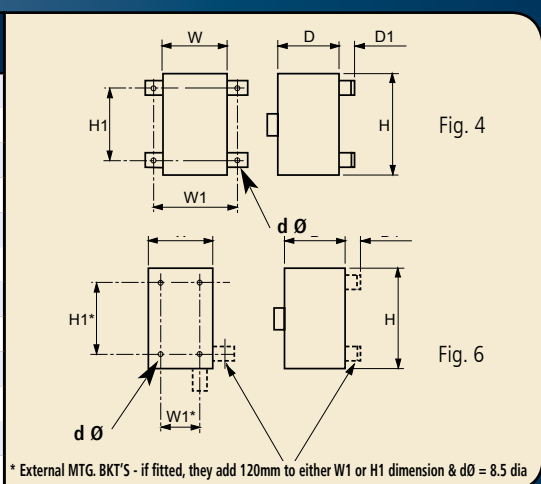 W
D
D1
H1
H
Fig. 4
W1
d Ø
H1*
H
Fig. 6
W1*
d Ø
* External MTG. BKT'S - if fitted, they add 120mm to either W1 or H1 dimension & dØ = 8.5 dia